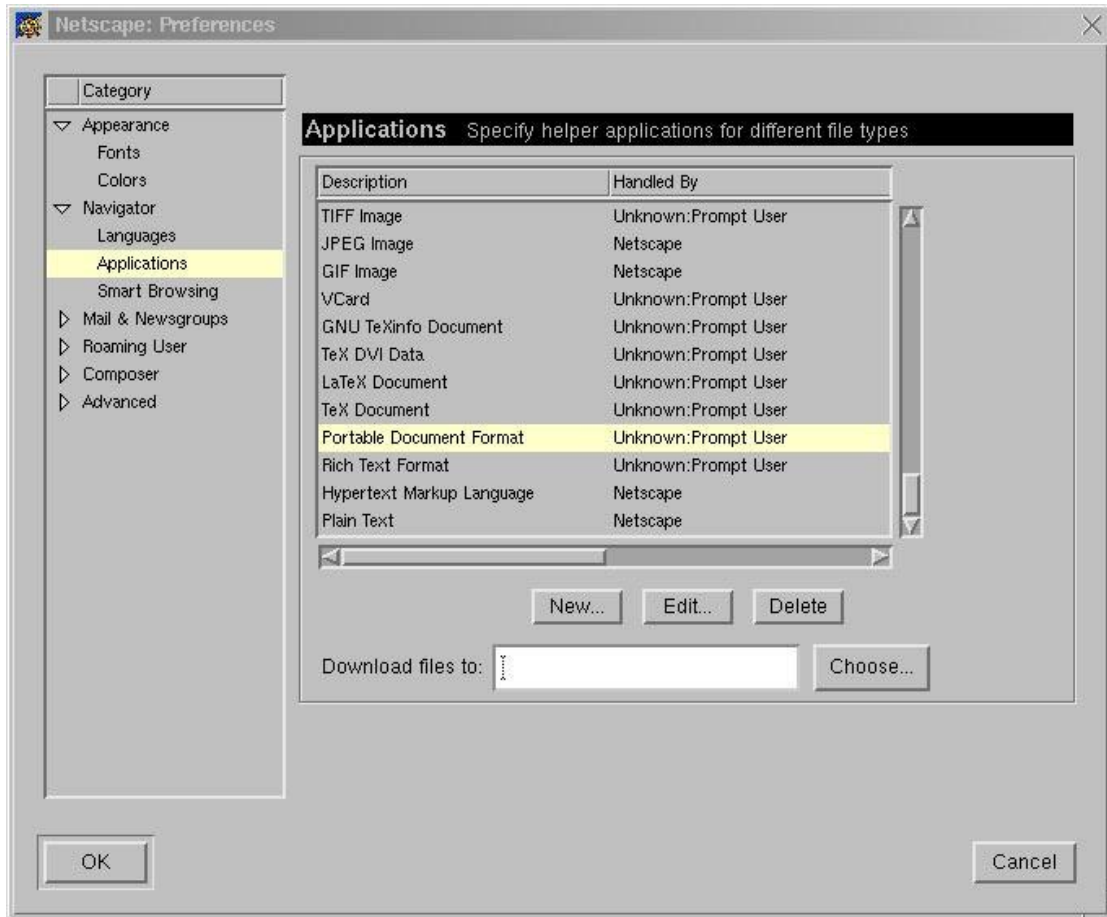 Netscape: Preferences
Category
Appearance
Fonts
Colors
Navigator
Languages
Applications
Smart Browsing
Mail & Newsgroups
Roaming User
Composer
Advanced
Applications Specify helper applications for different file types
Description Handled By
TIFF Image Unknown:Prompt User
JPEG Image Netscape
GIF Image Netscape
VCard Unknown:Prompt User
GNU TeXinfo Document Unknown:Prompt User
TeX DVI Data Unknown:Prompt User
LaTeX Document Unknown:Prompt User
TeX Document Unknown:Prompt User
Portable Document Format Unknown:Prompt User
Rich Text Format Unknown:Prompt User
Hypertext Markup Language Netscape
Plain Text Netscape
New... Edit... Delete
Download files to: Choose...
OK Cancel